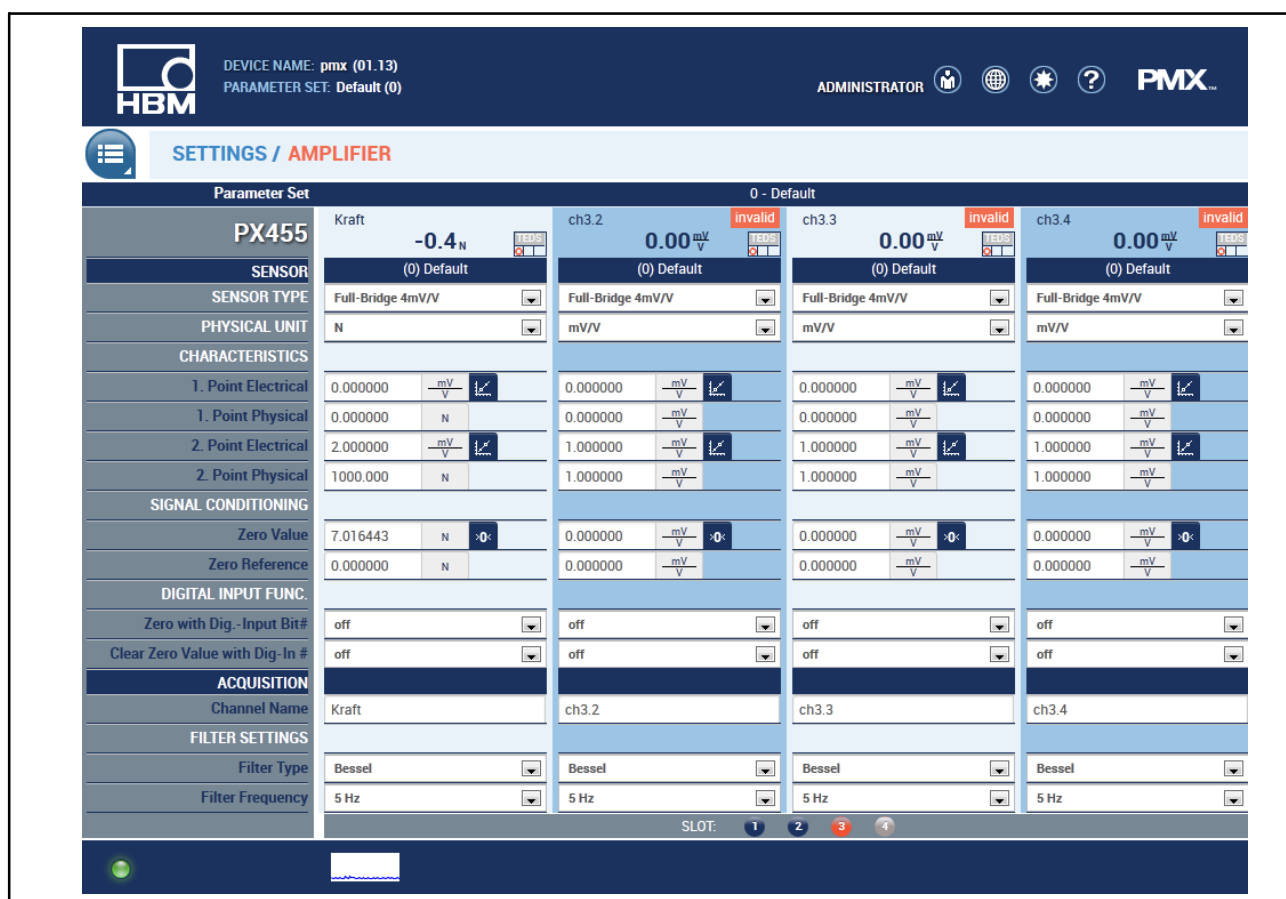 DEVICE NAME: pmx (01.13)
PARAMETER SET: Default (0)
HBM
ADMINISTRATOR ? PMX™
SETTINGS / AMPLIFIER
Parameter Set 0 - Default
PX455 Kraft -0.4 N TEDS ch3.2 invalid 0.00 mV/V TEDS ch3.3 invalid 0.00 mV/V TEDS ch3.4 invalid 0.00 mV/V TEDS
SENSOR (0) Default (0) Default (0) Default (0) Default
SENSOR TYPE Full-Bridge 4mV/V Full-Bridge 4mV/V Full-Bridge 4mV/V Full-Bridge 4mV/V
PHYSICAL UNIT N mV/V mV/V mV/V
CHARACTERISTICS
1. Point Electrical 0.000000 mV/V 0.000000 mV/V 0.000000 mV/V 0.000000 mV/V
1. Point Physical 0.000000 N 0.000000 mV/V 0.000000 mV/V 0.000000 mV/V
2. Point Electrical 2.000000 mV/V 1.000000 mV/V 1.000000 mV/V 1.000000 mV/V
2. Point Physical 1000.000 N 1.000000 mV/V 1.000000 mV/V 1.000000 mV/V
SIGNAL CONDITIONING
Zero Value 7.016443 N >0< 0.000000 mV/V >0< 0.000000 mV/V >0< 0.000000 mV/V >0<
Zero Reference 0.000000 N 0.000000 mV/V 0.000000 mV/V 0.000000 mV/V
DIGITAL INPUT FUNC.
Zero with Dig.-Input Bit# off off off off
Clear Zero Value with Dig-In # off off off off
ACQUISITION
Channel Name Kraft ch3.2 ch3.3 ch3.4
FILTER SETTINGS
Filter Type Bessel Bessel Bessel Bessel
Filter Frequency 5 Hz 5 Hz 5 Hz 5 Hz
SLOT: 1 2 3 4